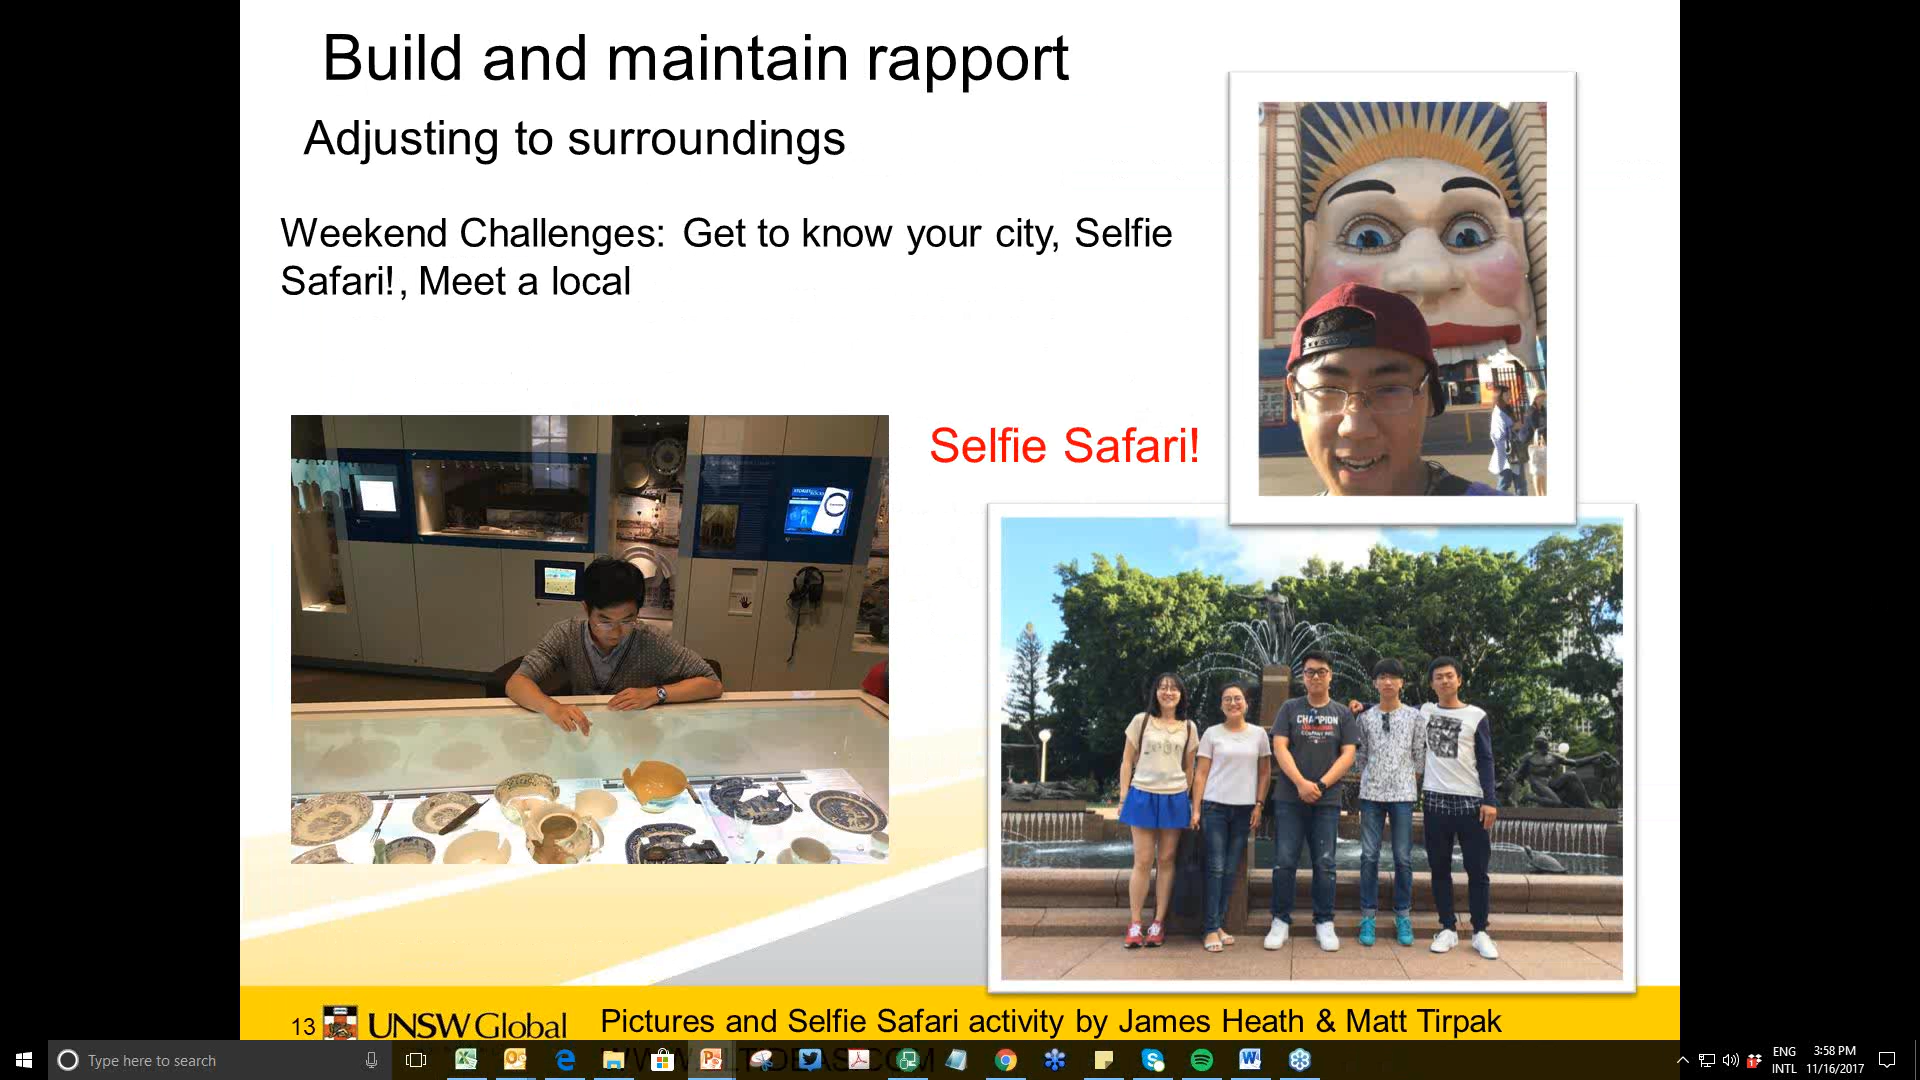 Build and maintain rapport
Adjusting to surroundings
Weekend Challenges: Get to know your city, Selfie
Safari!, Meet a local
Selfie Safari!
CHAMPION
13
UNSW Global
Pictures and Selfie Safari activity by James Heath & Matt Tirpak
Type here to search
ENG
INTL
3:58 PM
11/16/2017